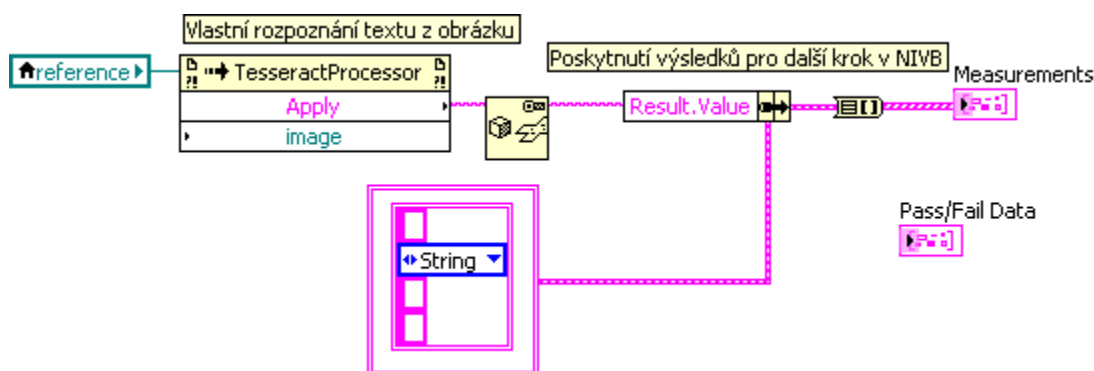 Vlastní rozpoznání textu z obrázku
reference
TesseractProcessor
Poskytnutí výsledků pro další krok v NIVB
Measurements
Apply
Result.Value
image
Pass/Fail Data
String